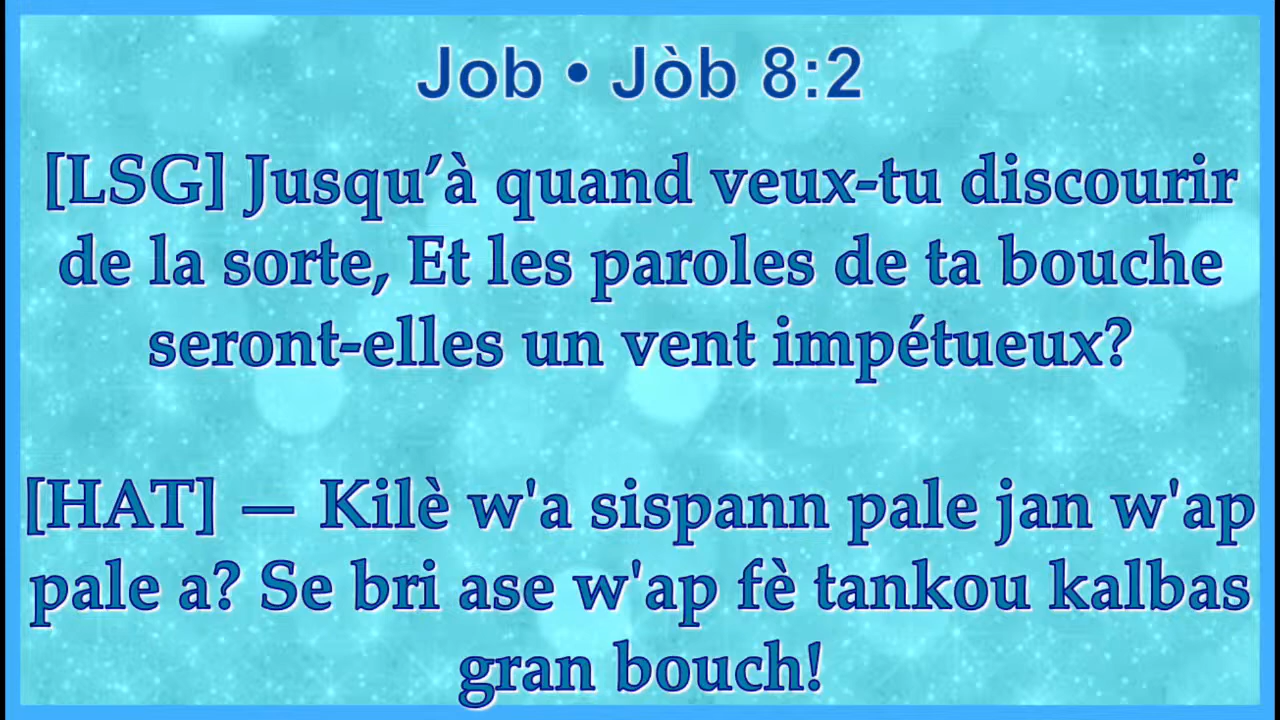 Job • Jòb 8:2
[LSG] Jusqu’à quand veux-tu discourir
de la sorte, Et les paroles de ta bouche
seront-elles un vent impétueux?
[HAT] — Kilè w'a sispann pale jan w'ap
pale a? Se bri ase w'ap fè tankou kalbas
gran bouch!